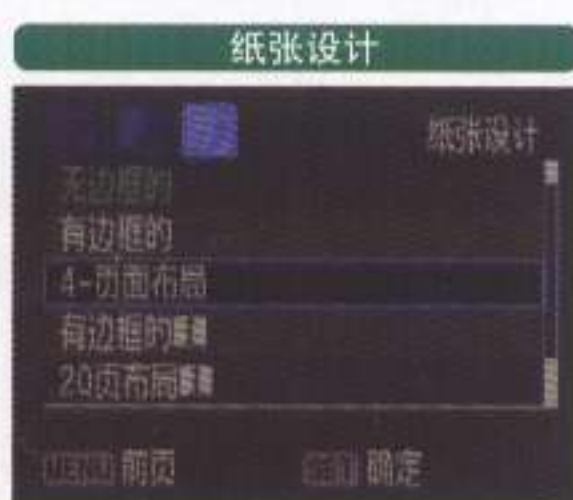 纸张设计
纸张设计
无边框的
有边框的
4-页面布局
有边框的
20页布局
前页
确定